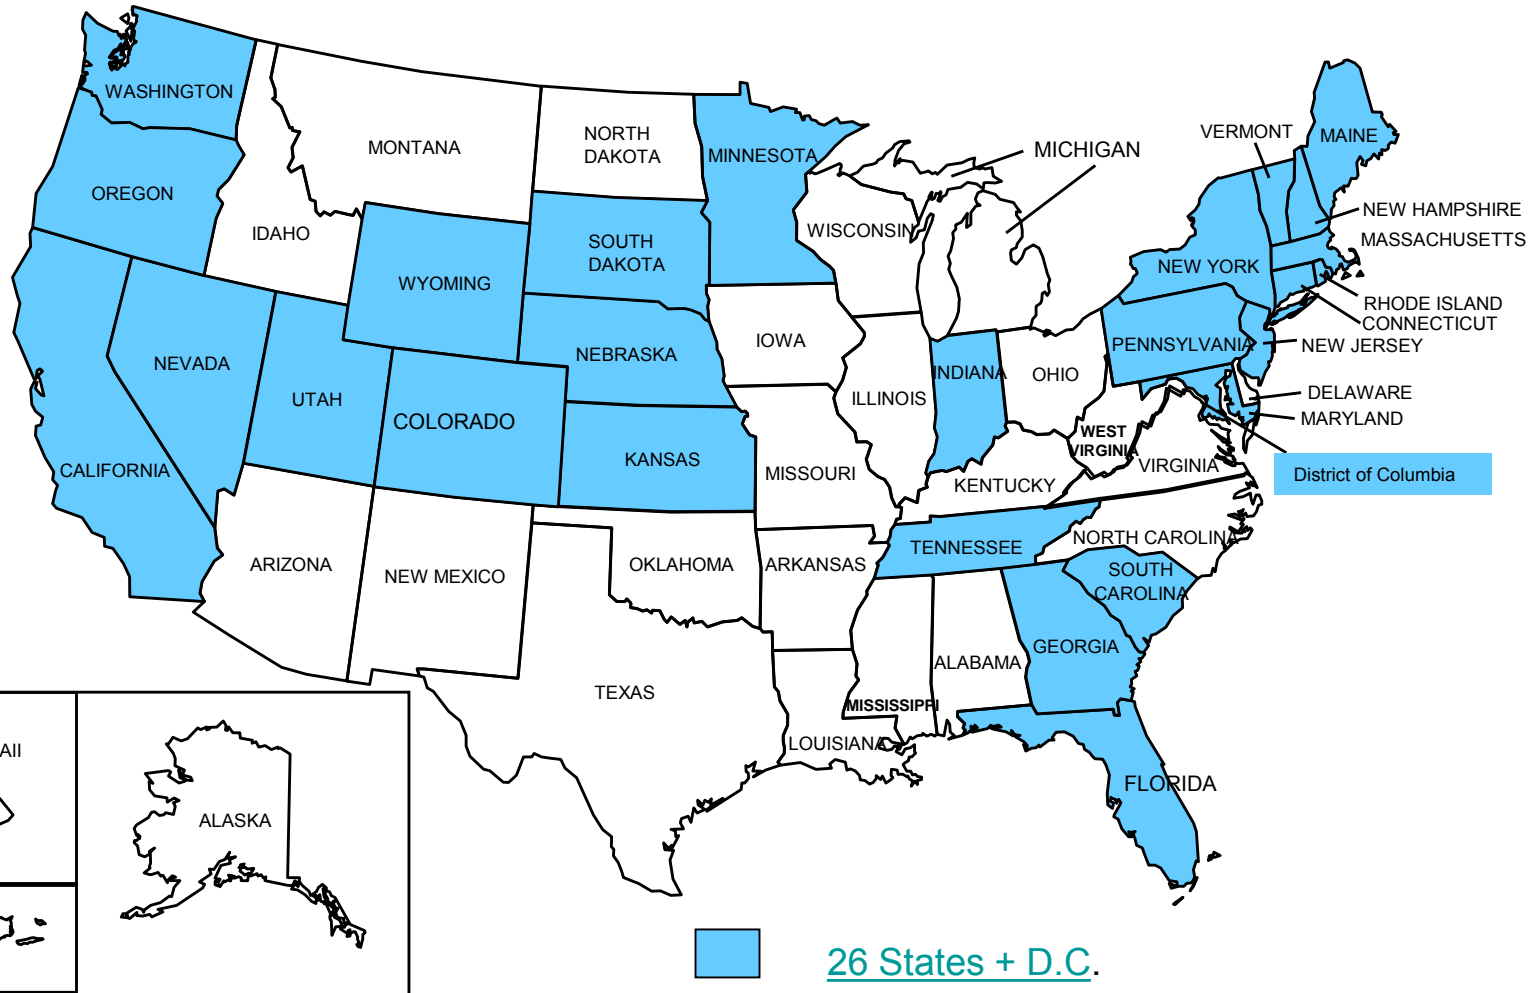 WASHINGTON
MONTANA
NORTH
DAKOTA
MINNESOTA
MICHIGAN
VERMONT
MAINE
OREGON
IDAHO
WISCONSIN
NEW HAMPSHIRE
MASSACHUSETTS
SOUTH
DAKOTA
WYOMING
NEW YORK
RHODE ISLAND
CONNECTICUT
IOWA
NEBRASKA
PENNSYLVANIA
NEW JERSEY
NEVADA
UTAH
COLORADO
ILLINOIS
INDIANA
OHIO
DELAWARE
MARYLAND
WEST
VIRGINIA
CALIFORNIA
KANSAS
MISSOURI
KENTUCKY
VIRGINIA
District of Columbia
ARIZONA
NEW MEXICO
OKLAHOMA
ARKANSAS
TENNESSEE
NORTH CAROLINA
SOUTH
CAROLINA
GEORGIA
ALABAMA
TEXAS
MISSISSIPPI
LOUISIANA
FLORIDA
AII
ALASKA
26 States + D.C.